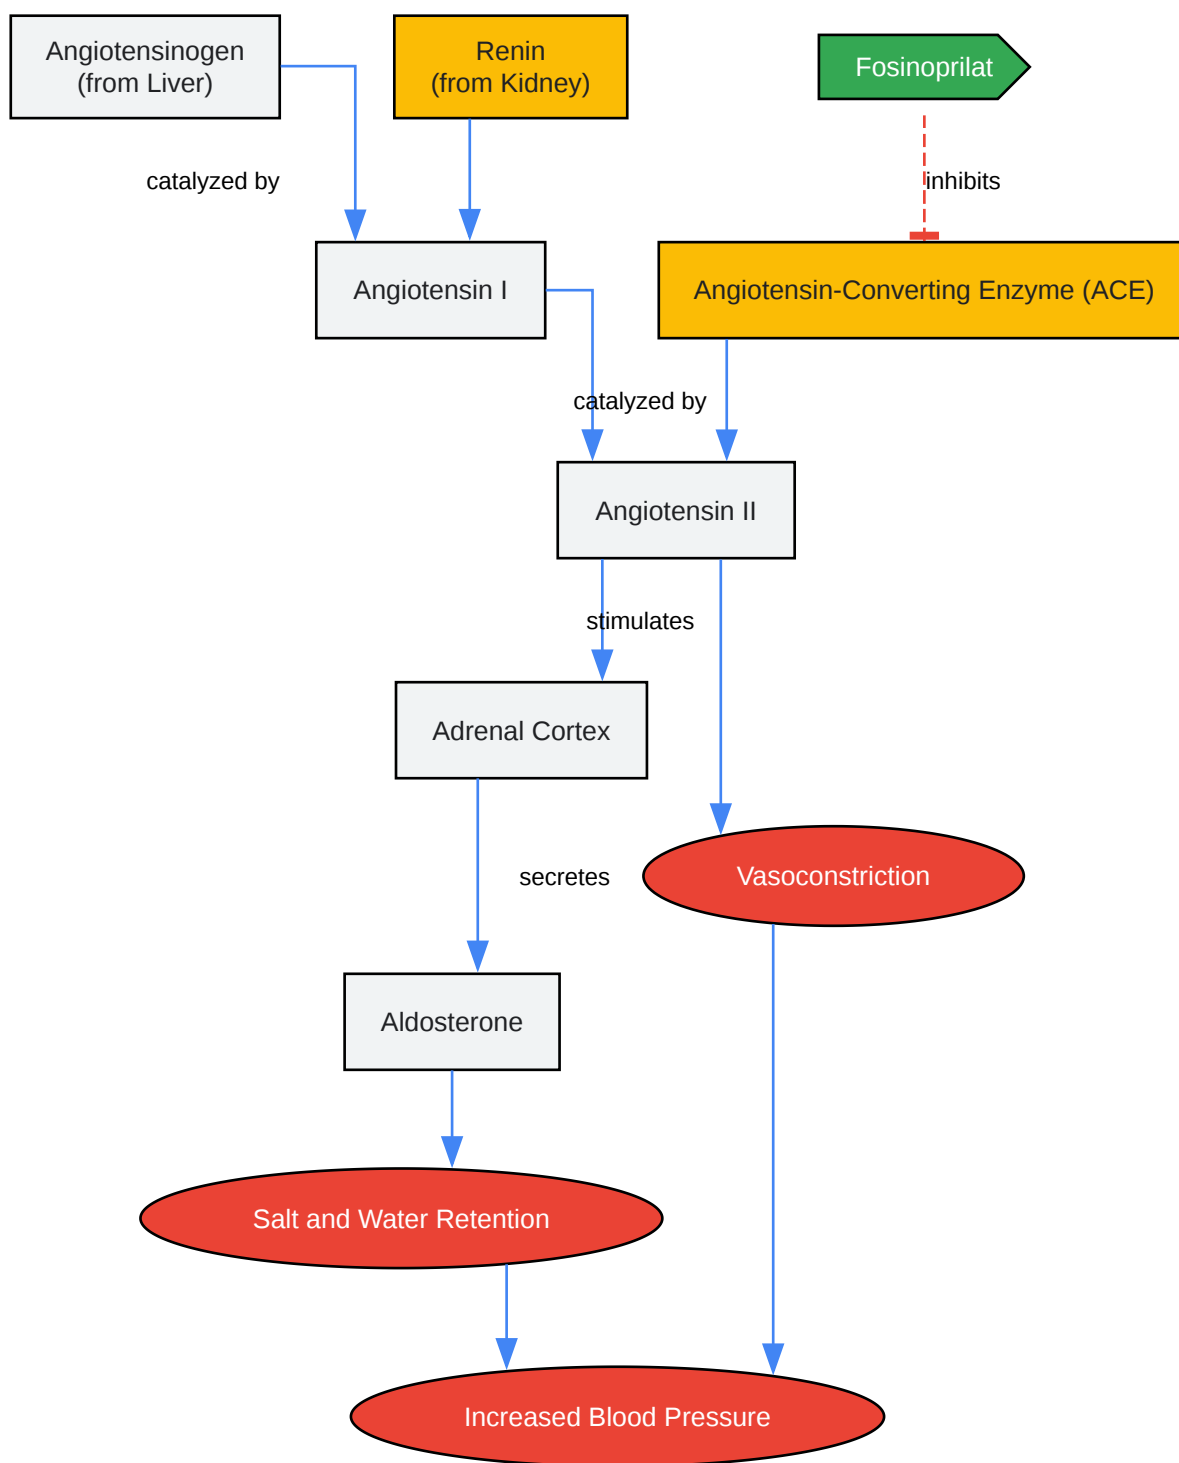 Angiotensinogen
(from Liver)
Renin
(from Kidney)
Fosinoprilat
catalyzed by
inhibits
Angiotensin I
Angiotensin-Converting Enzyme (ACE)
catalyzed by
Angiotensin II
stimulates
Adrenal Cortex
secretes
Vasoconstriction
Aldosterone
Salt and Water Retention
Increased Blood Pressure